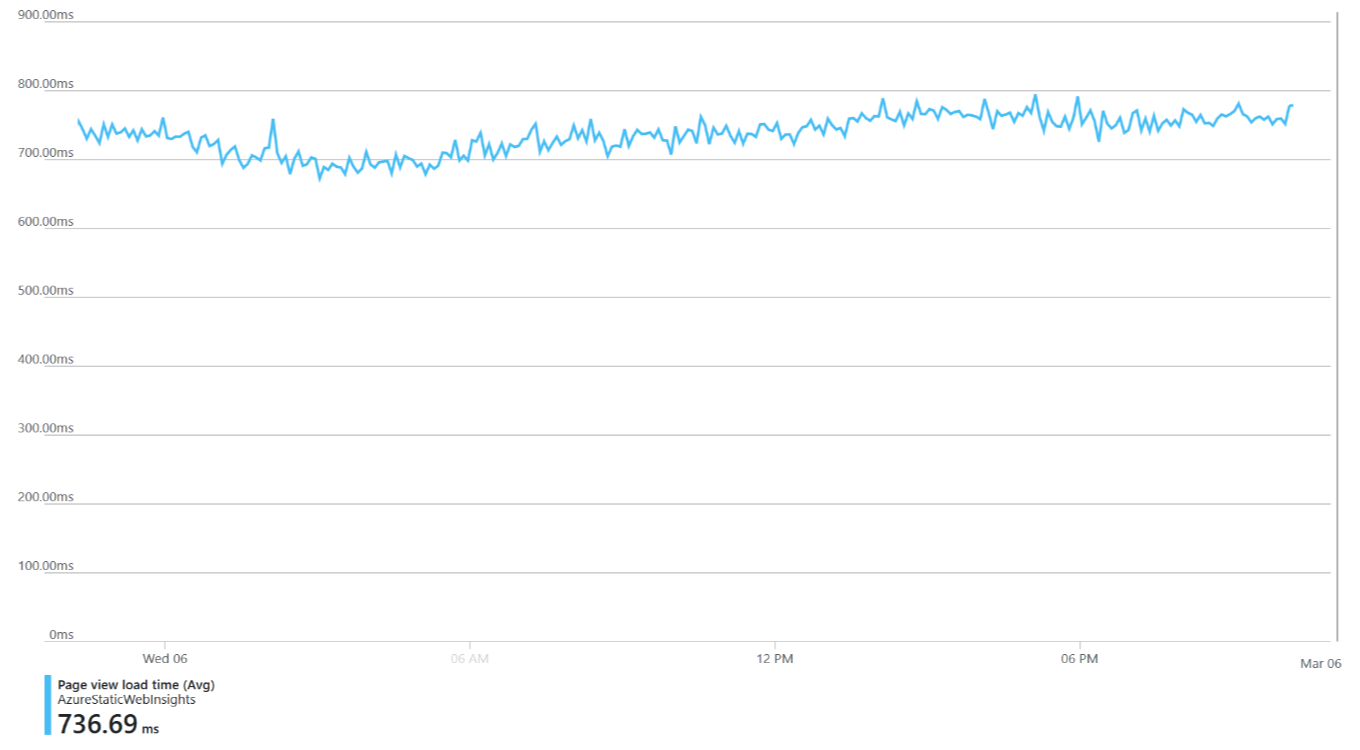 900.00ms
800.00ms
700.00ms
600.00ms
500.00ms
400.00ms
300.00ms
200.00ms
100.00ms
0ms
Wed 06 06 AM 12 PM 06 PM Mar 06
Page view load time (Avg)
AzureStaticWebInsights
736.69 ms